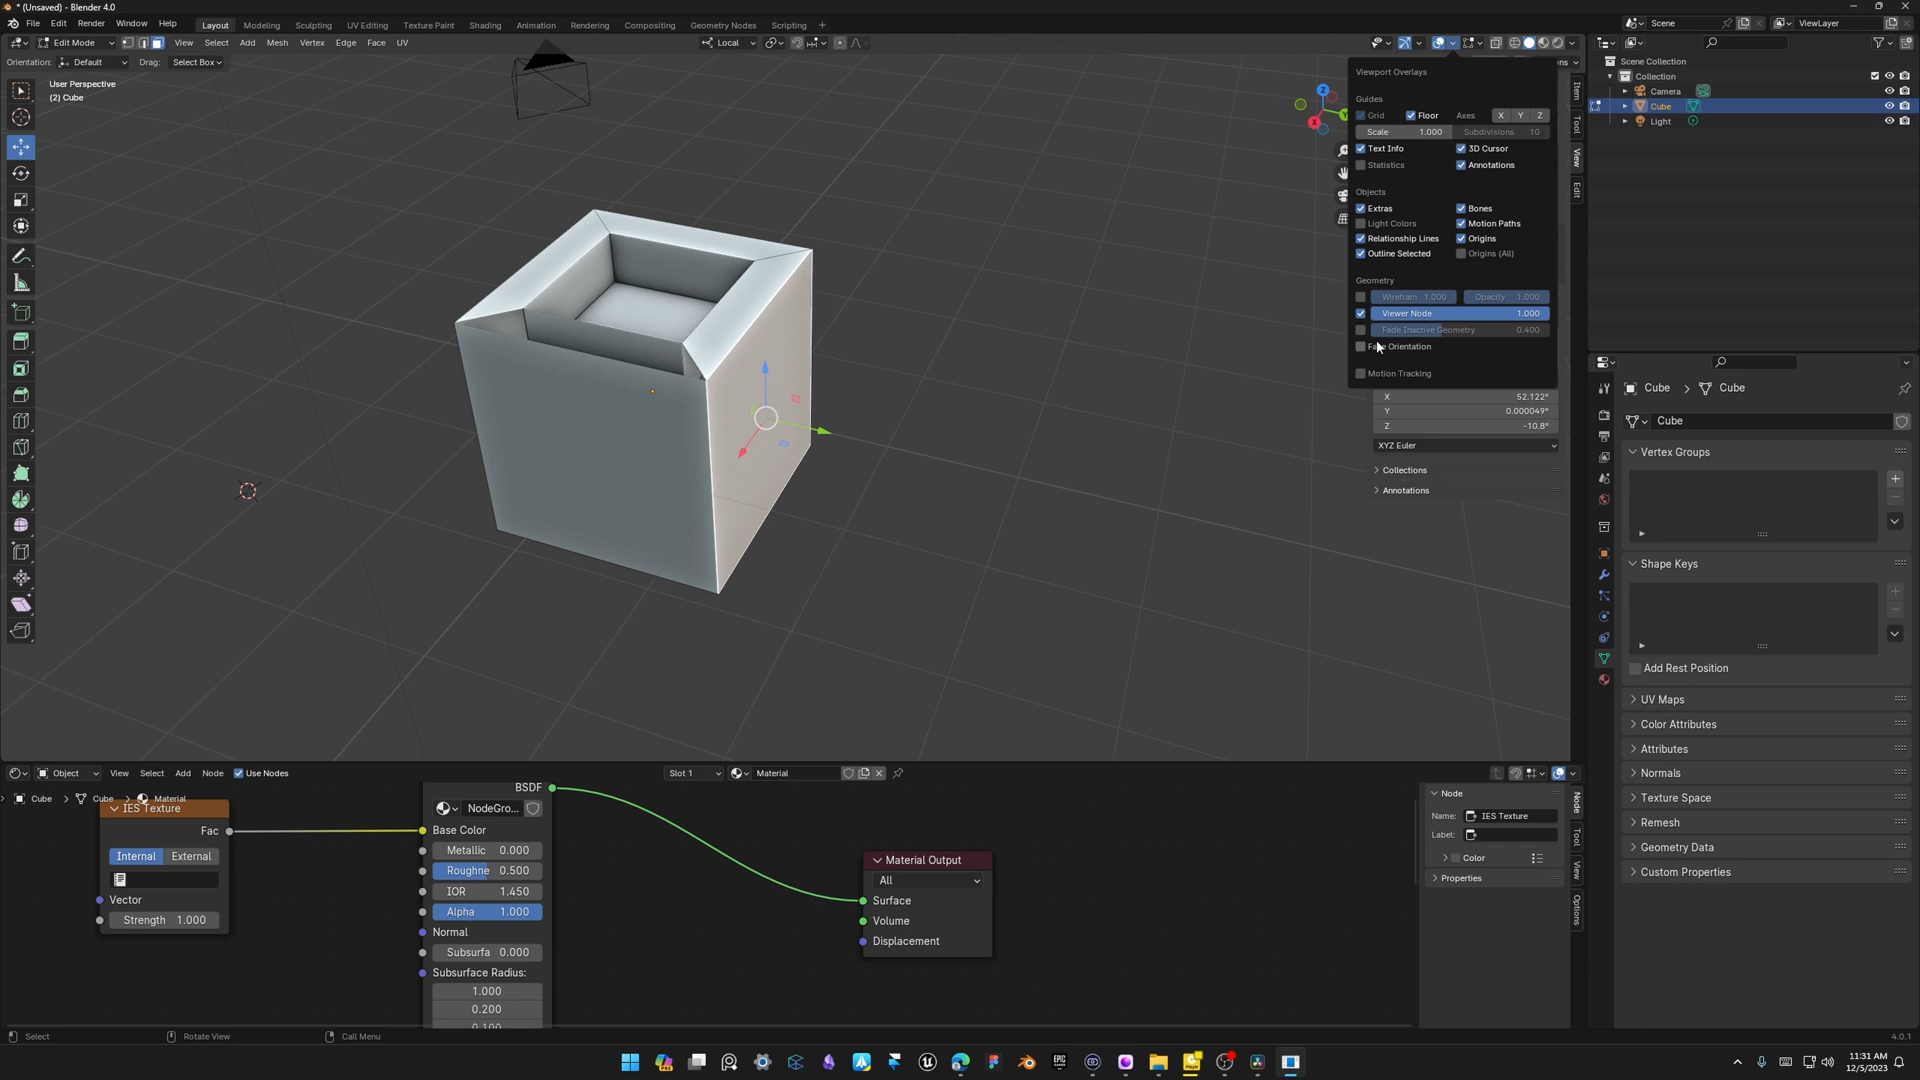 * (Unsaved) - Blender 4.0
File Edit Render Window Help Layout Modeling Sculpting UV Editing Texture Paint Shading Animation Rendering Compositing Geometry Nodes Scripting + Scene ViewLayer
Edit Mode View Select Add Mesh Vertex Edge Face UV Local
Orientation: Default Drag: Select Box
User Perspective
(2) Cube
Z
Y
X
Viewport Overlays
Guides
Grid Floor Axes X Y Z
Scale 1.000 Subdivisions 10
Text Info 3D Cursor
Statistics Annotations
Objects
Extras Bones
Light Colors Motion Paths
Relationship Lines Origins
Outline Selected Origins (All)
Geometry
Wirefram 1.000 Opacity 1.000
Viewer Node 1.000
Fade Inactive Geometry 0.400
Orientation
Motion Tracking
X 52.122°
Y 0.000049°
Z -10.8°
XYZ Euler
Collections
Annotations
Item
Tool
View
Edit
Scene Collection
Collection
Camera
Cube
Light
Cube > Cube
Cube
Vertex Groups
Shape Keys
Add Rest Position
UV Maps
Color Attributes
Attributes
Normals
Texture Space
Remesh
Geometry Data
Custom Properties
Object View Select Add Node Use Nodes Slot 1 Material
Cube > Cube > Material
IES Texture
Fac
Internal External
Vector
Strength 1.000
BSDF
NodeGro...
Base Color
Metallic 0.000
Roughne 0.500
IOR 1.450
Alpha 1.000
Normal
Subsurfa 0.000
Subsurface Radius:
1.000
0.200
0.100
Material Output
All
Surface
Volume
Displacement
Node
Name: IES Texture
Label:
Color
Properties
Node
Tool
View
Options
Select Rotate View Call Menu 4.0.1
11:31 AM
12/5/2023